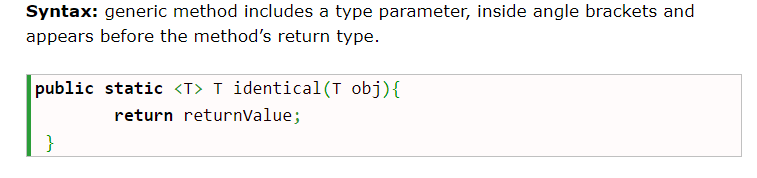 Syntax: generic method includes a type parameter, inside angle brackets and
appears before the method’s return type.
public static <T> T identical(T obj){
return returnValue;
}